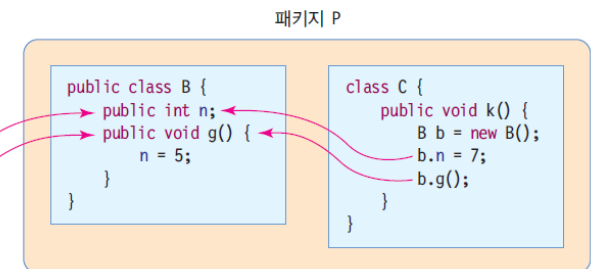 패키지 P
public class B {
public int n;
public void g() {
n = 5;
}
}
class C {
public void k() {
B b = new B();
b.n = 7;
b.g();
}
}